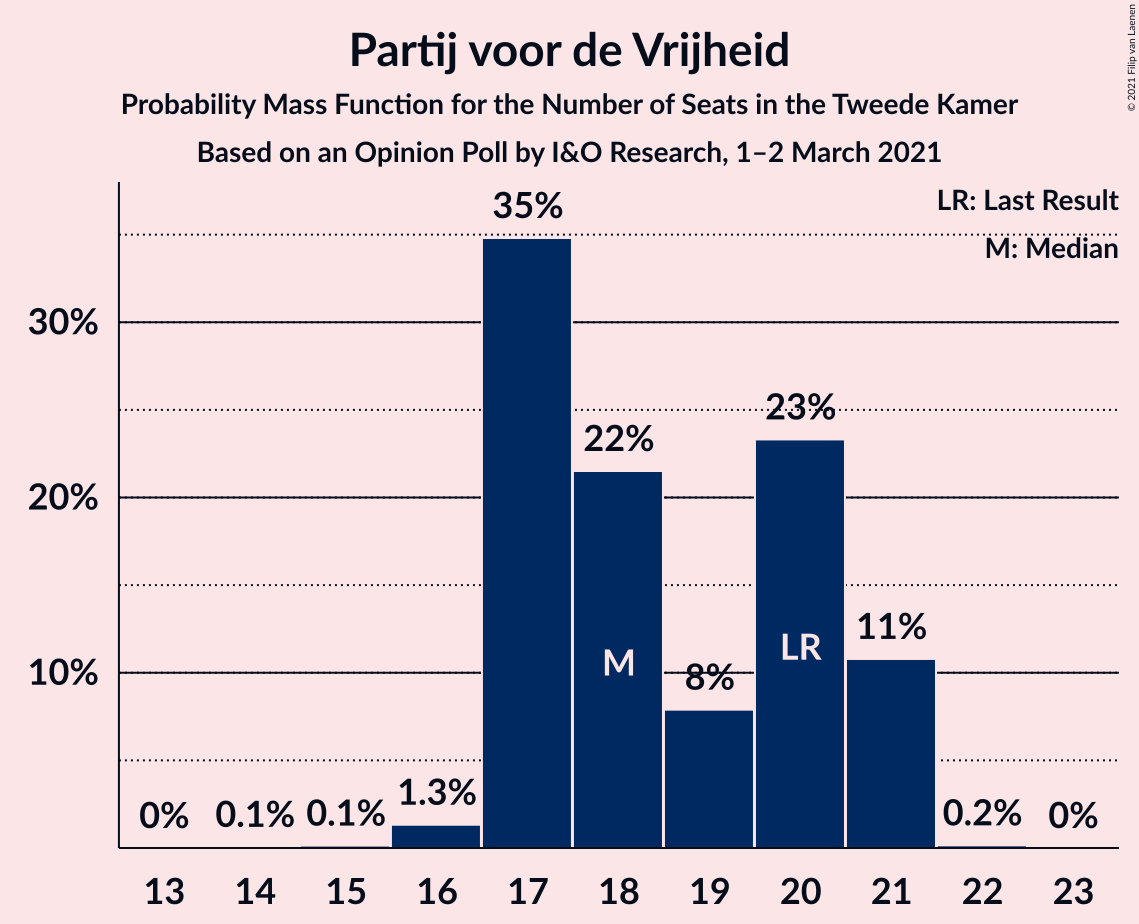 Partij voor de Vrijheid
Probability Mass Function for the Number of Seats in the Tweede Kamer
Based on an Opinion Poll by I&O Research, 1–2 March 2021
© 2021 Filip van Laenen
LR: Last Result
M: Median
35%
30%
23%
22%
20%
11%
LR
M
10%
8%
1.3%
0%
0.1%
0.1%
0.2%
0%
13 14 15 16 17 18 19 20 21 22 23